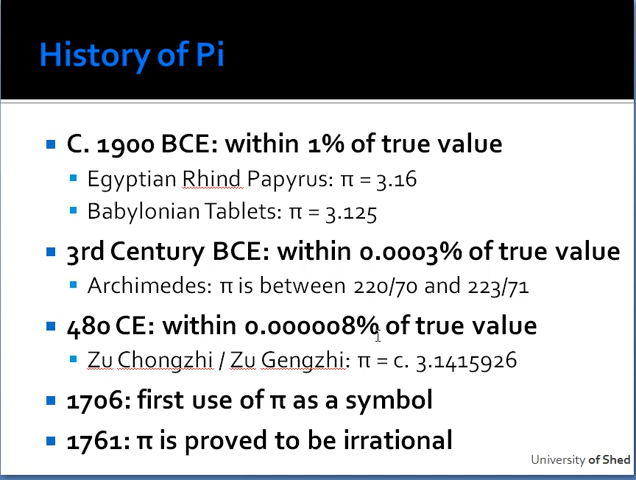 History of Pi
C. 1900 BCE: within 1% of true value
Egyptian Rhind Papyrus: π = 3.16
Babylonian Tablets: π = 3.125
3rd Century BCE: within 0.0003% of true value
Archimedes: π is between 220/70 and 223/71
480 CE: within 0.000008% of true value
Zu Chongzhi / Zu Gengzhi: π = c. 3.1415926
1706: first use of π as a symbol
1761: π is proved to be irrational
University of Shed